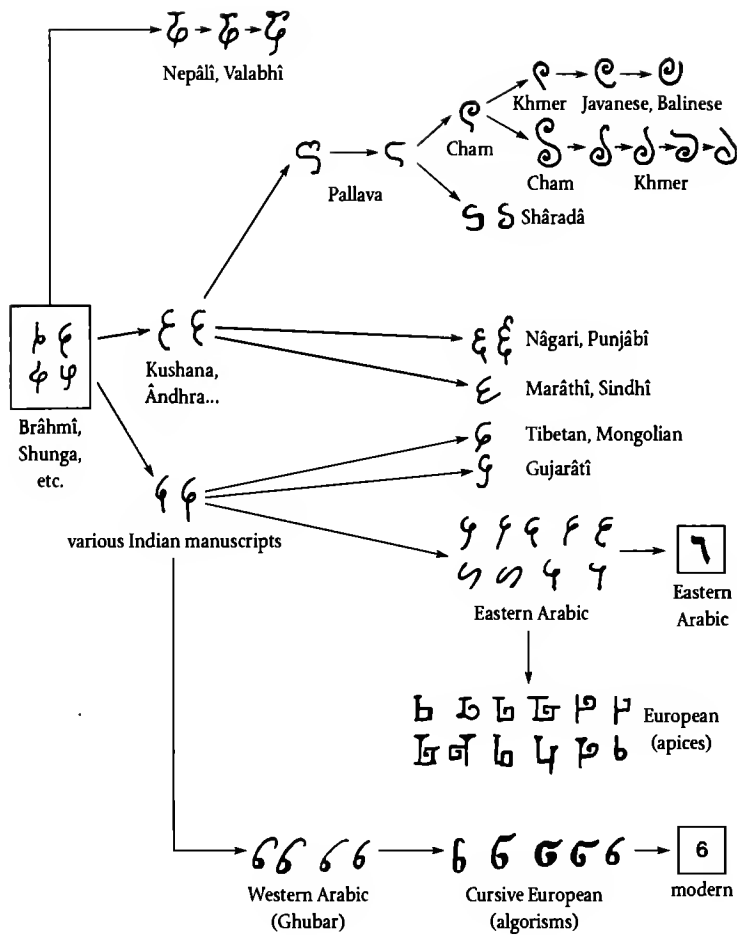 Nepâlî, Valabhî
Khmer Javanese, Balinese
Cham
Pallava
Cham Khmer
Shâradâ
Kushana,
Ândhra...
Nâgari, Punjâbî
Marâthî, Sindhî
Brâhmî,
Shunga,
etc.
Tibetan, Mongolian
Gujarâtî
various Indian manuscripts
Eastern Arabic
٦
Eastern
Arabic
European
(apices)
6
Western Arabic
(Ghubar)
Cursive European
(algorisms)
modern